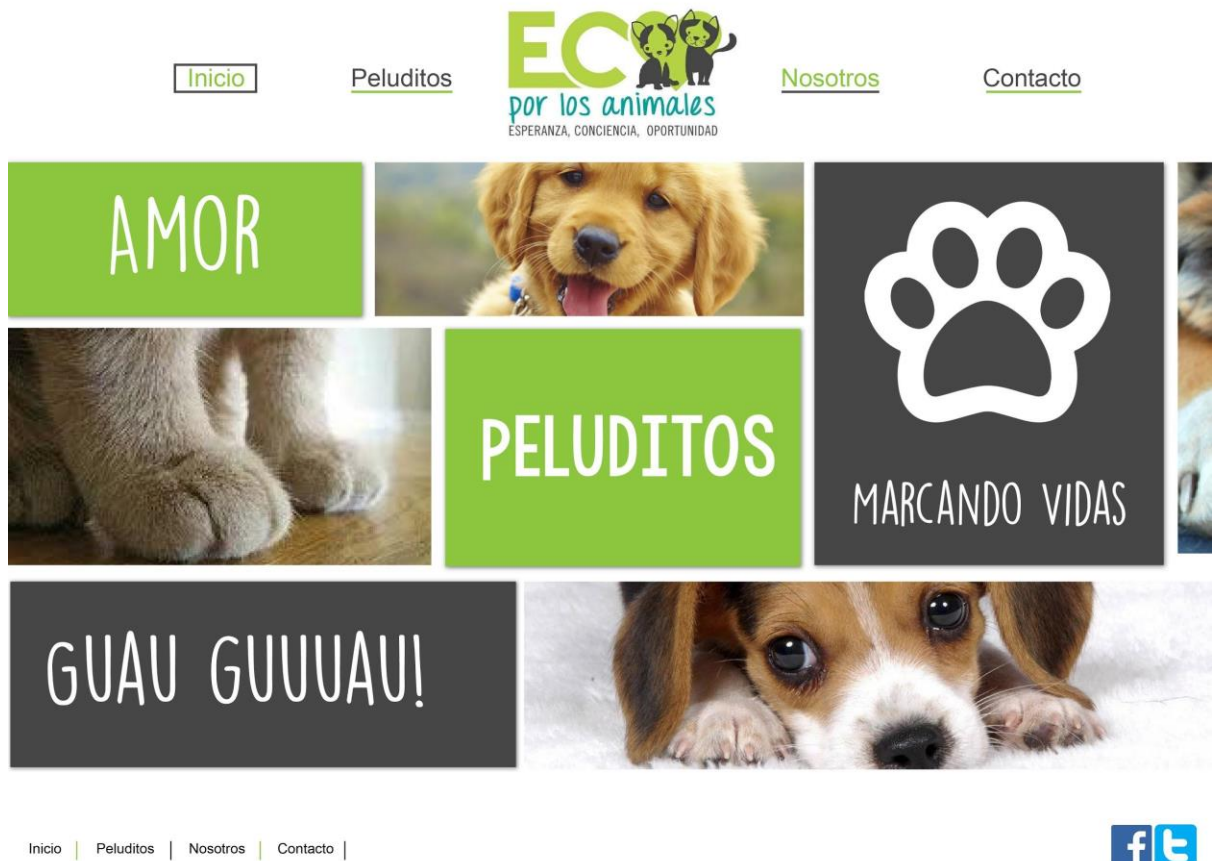 Inicio
Peluditos
ECO
por los animales
ESPERANZA, CONCIENCIA, OPORTUNIDAD
Nosotros
Contacto
AMOR
PELUDITOS
MARCANDO VIDAS
GUAU GUUUAU!
Inicio | Peluditos | Nosotros | Contacto |
f t